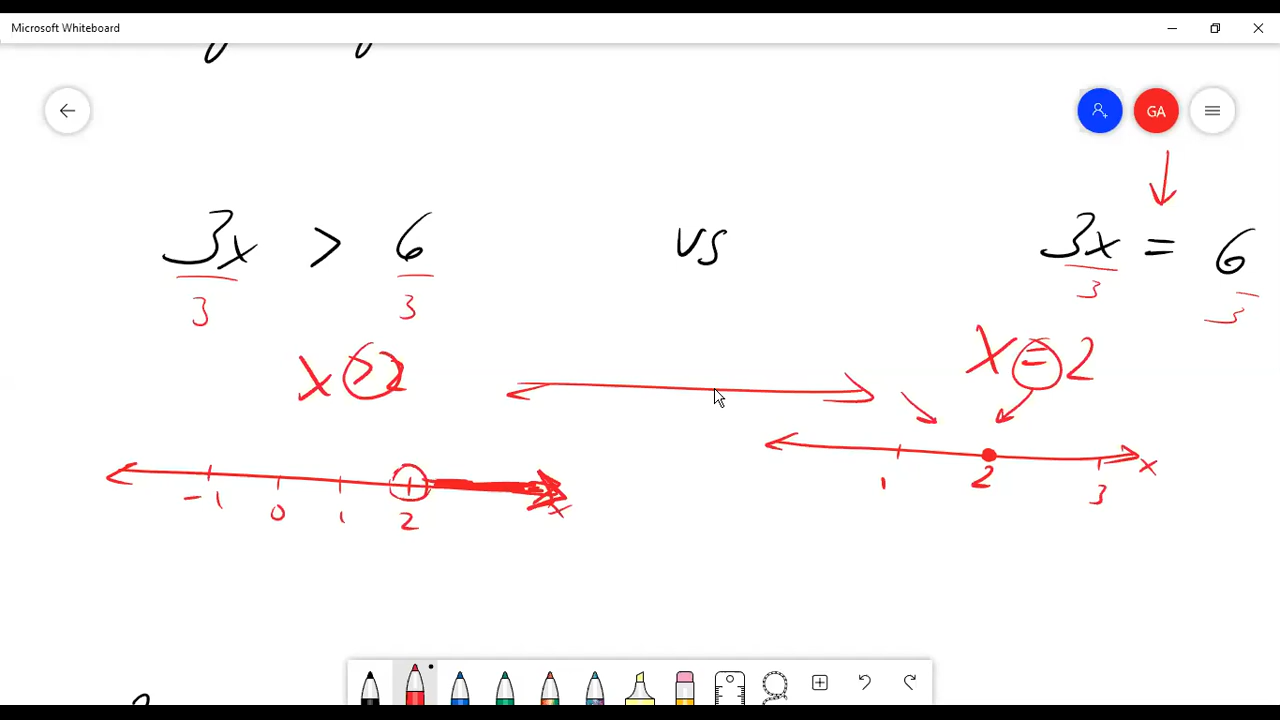 Microsoft Whiteboard
GA
3x > 6 vs 3x = 6
3 3 3 3
x > 2 x = 2
-1 0 1 2 x
1 2 3 x